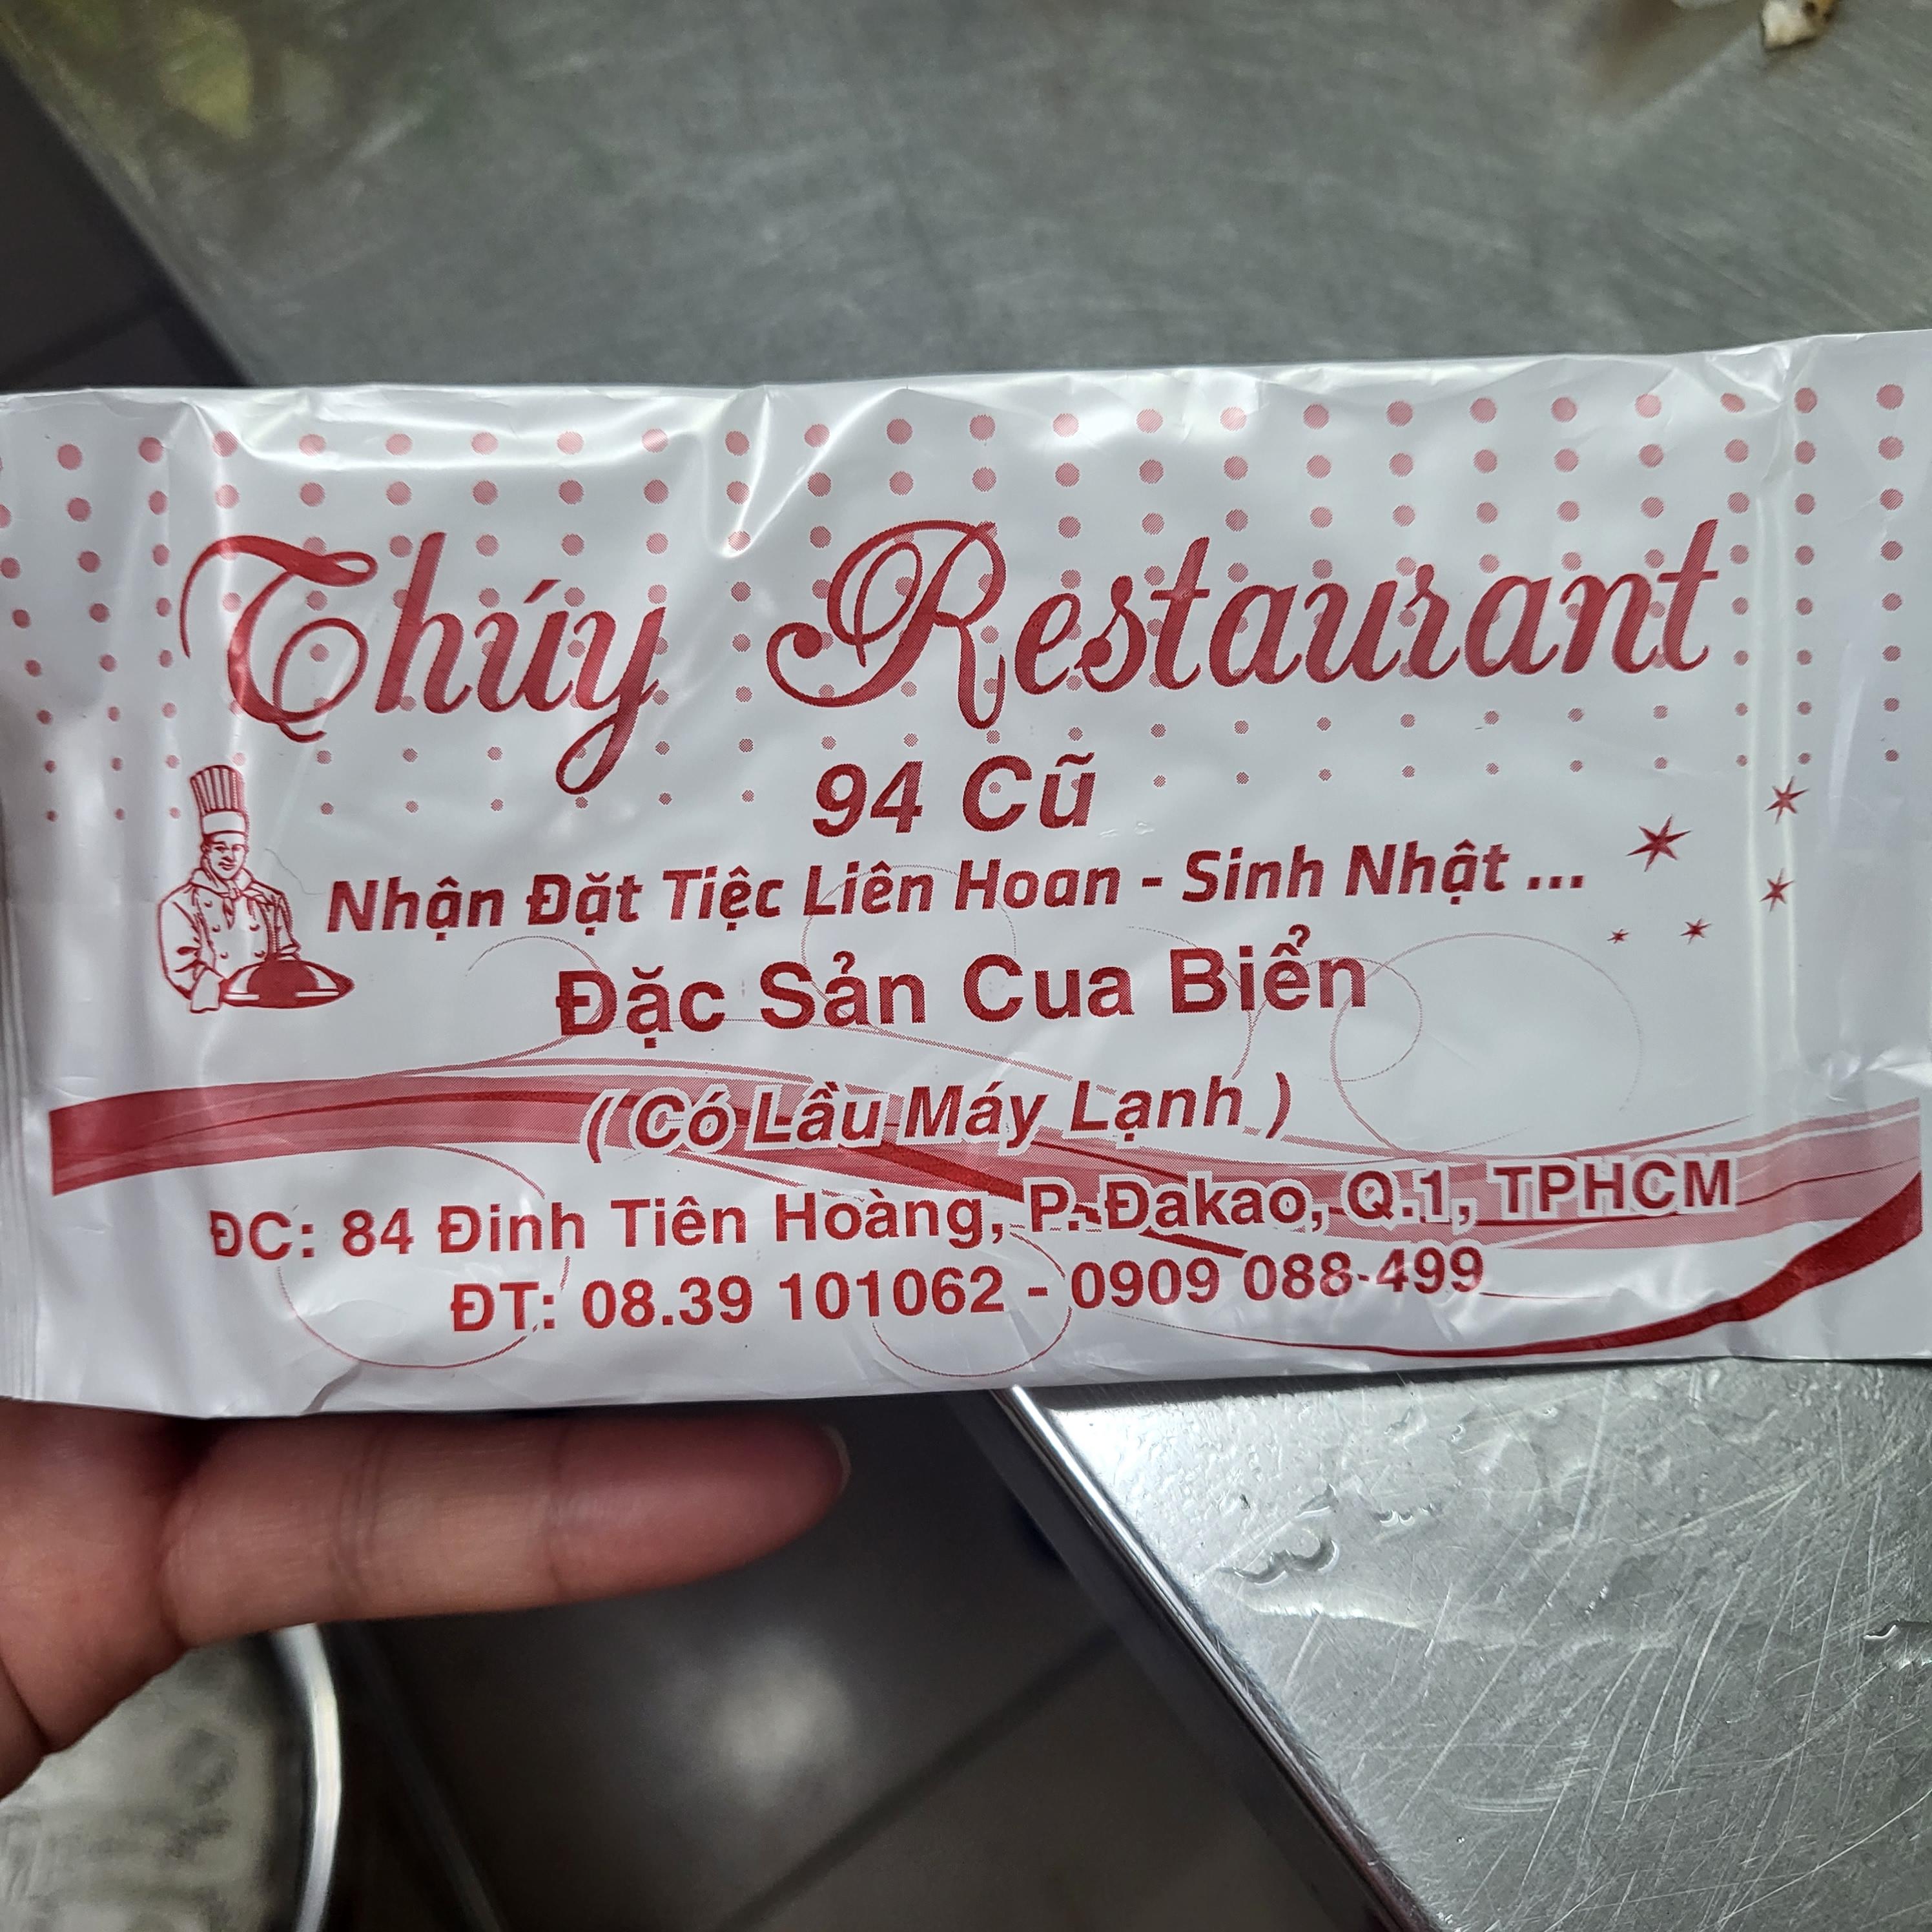 Thúy Restaurant
94 Cũ
Nhận Đặt Tiệc Liên Hoan - Sinh Nhật ...
Đặc Sản Cua Biển
( Có Lầu Máy Lạnh )
ĐC: 84 Đinh Tiên Hoàng, P. Đakao, Q.1, TPHCM
ĐT: 08.39 101062 - 0909 088-499